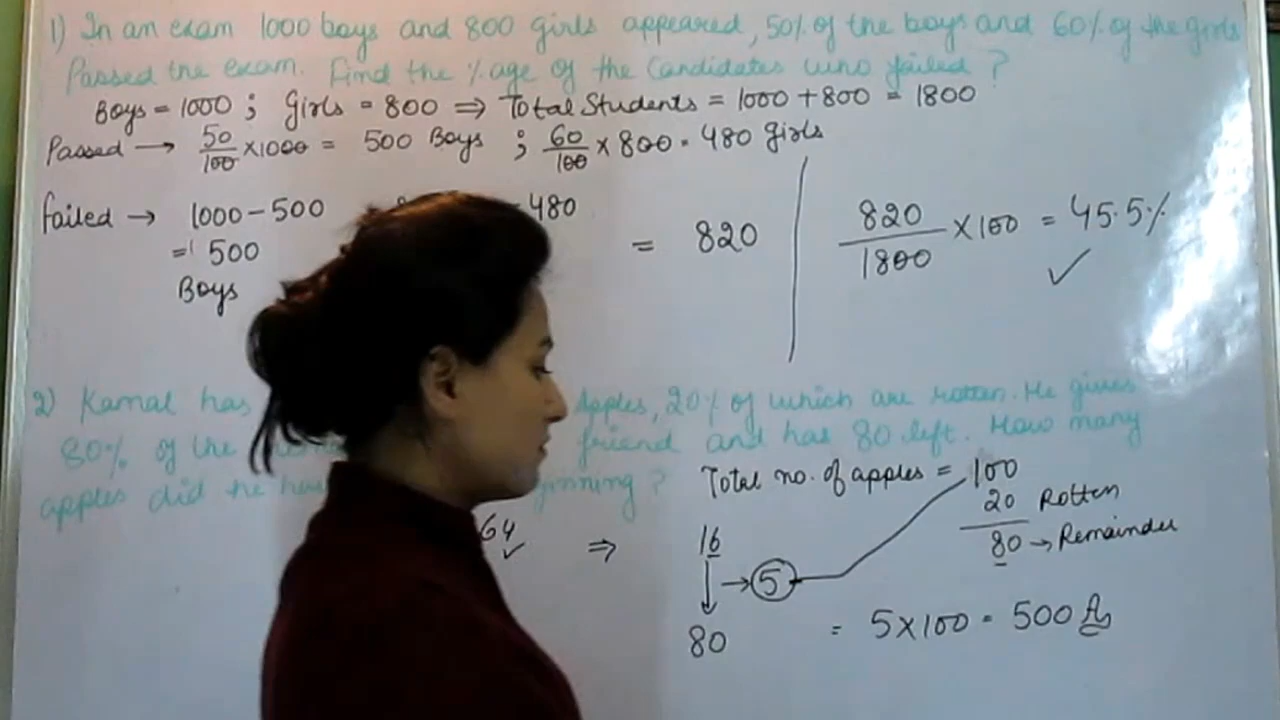 1) In an exam 1000 boys and 800 girls appeared, 50% of the boys and 60% of the girls
Passed the exam. Find the %age of the Candidates who failed?
Boys = 1000 ; Girls = 800 ⇒ Total Students = 1000 + 800 = 1800
Passed → 50/100 × 1000 = 500 Boys ; 60/100 × 800 = 480 girls
failed → 1000 - 500
480
= 500
Boys
= 820
820/1800 × 100 = 45.5% ✓
2) Kamal has Apples, 20% of which are rotten. He gives
80% of the friend and has 80 left. How many
apples did he
?
Total no. of apples = 100
20 Rotten
80 → Remainder
64 ✓ ⇒
16
→ 5
80
= 5×100 = 500 A